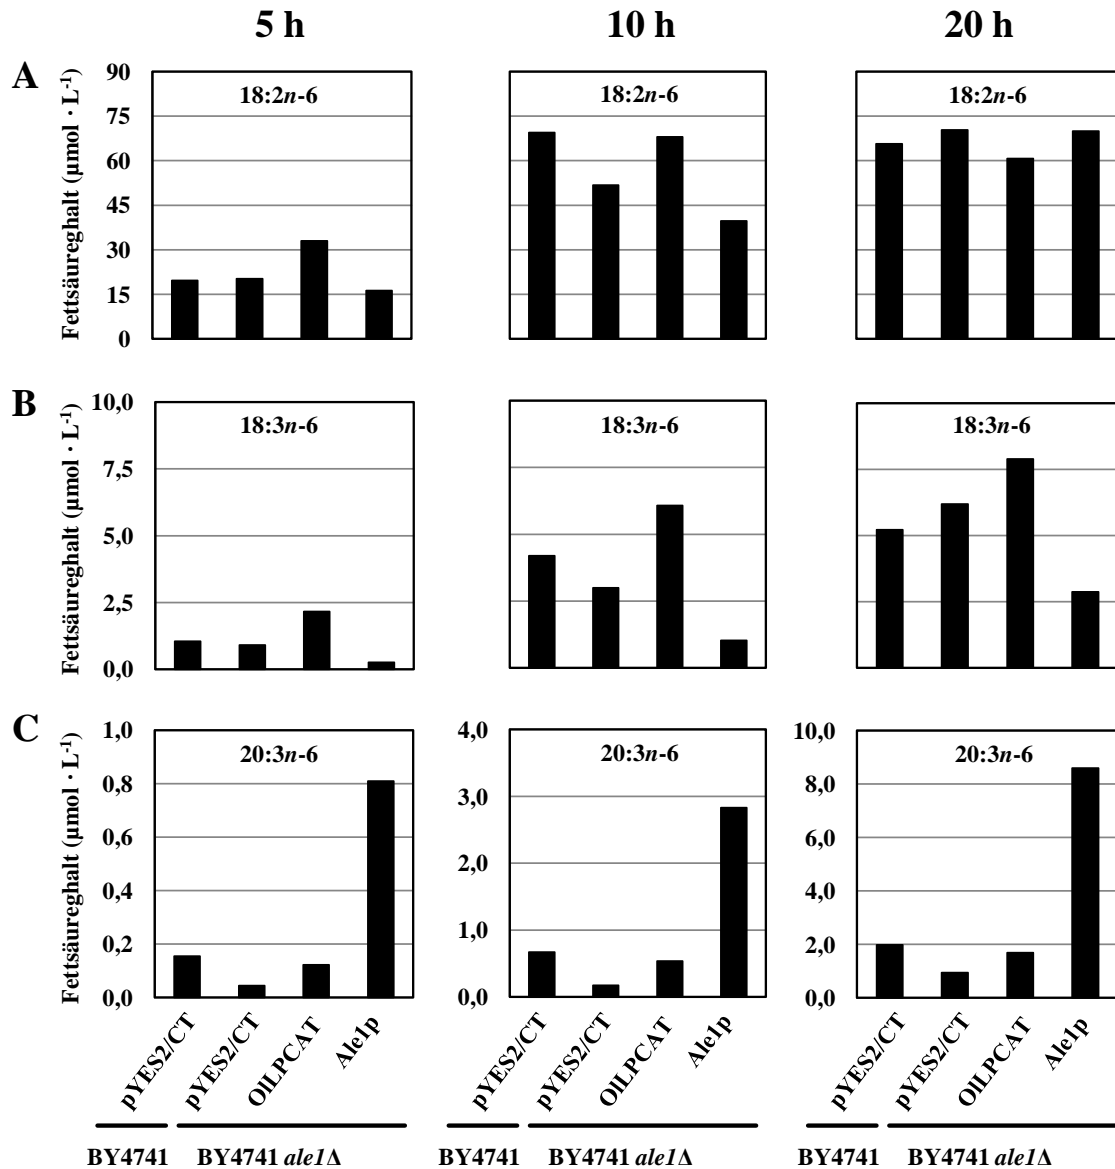 5 h 10 h 20 h
A
Fettsäureghalt (µmol · L⁻¹)
90
75
60
45
30
15
0
18:2n-6 18:2n-6 18:2n-6
B
Fettsäureghalt (µmol · L⁻¹)
10,0
7,5
5,0
2,5
0,0
18:3n-6 18:3n-6 18:3n-6
C
Fettsäureghalt (µmol · L⁻¹)
1,0
0,8
0,6
0,4
0,2
0,0
20:3n-6
4,0
3,0
2,0
1,0
0,0
20:3n-6
10,0
8,0
6,0
4,0
2,0
0,0
20:3n-6
pYES2/CT pYES2/CT OlLPCAT Ale1p
pYES2/CT pYES2/CT OlLPCAT Ale1p
pYES2/CT pYES2/CT OlLPCAT Ale1p
BY4741 BY4741 ale1Δ BY4741 BY4741 ale1Δ BY4741 BY4741 ale1Δ